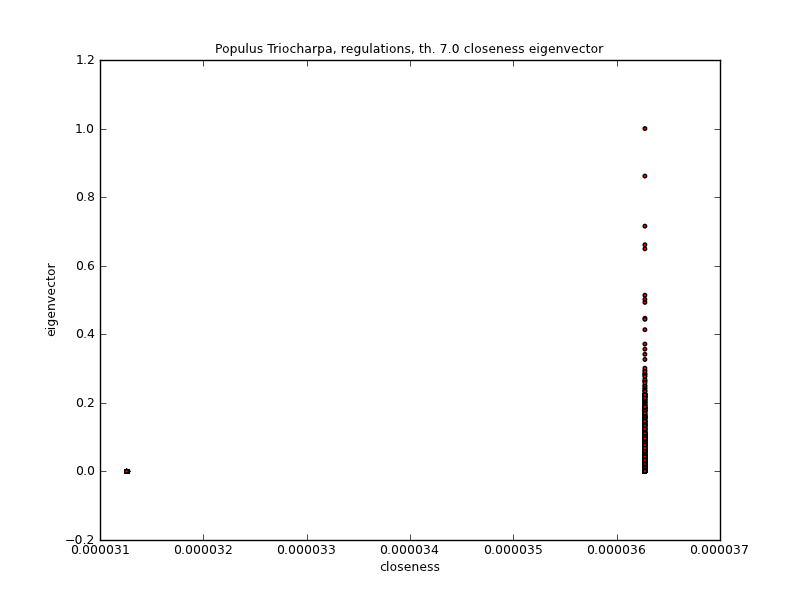 Populus Triocharpa, regulations, th. 7.0 closeness eigenvector
1.2
1.0
0.8
0.6
0.4
0.2
0.0
−0.2
eigenvector
0.000031 0.000032 0.000033 0.000034 0.000035 0.000036 0.000037
closeness